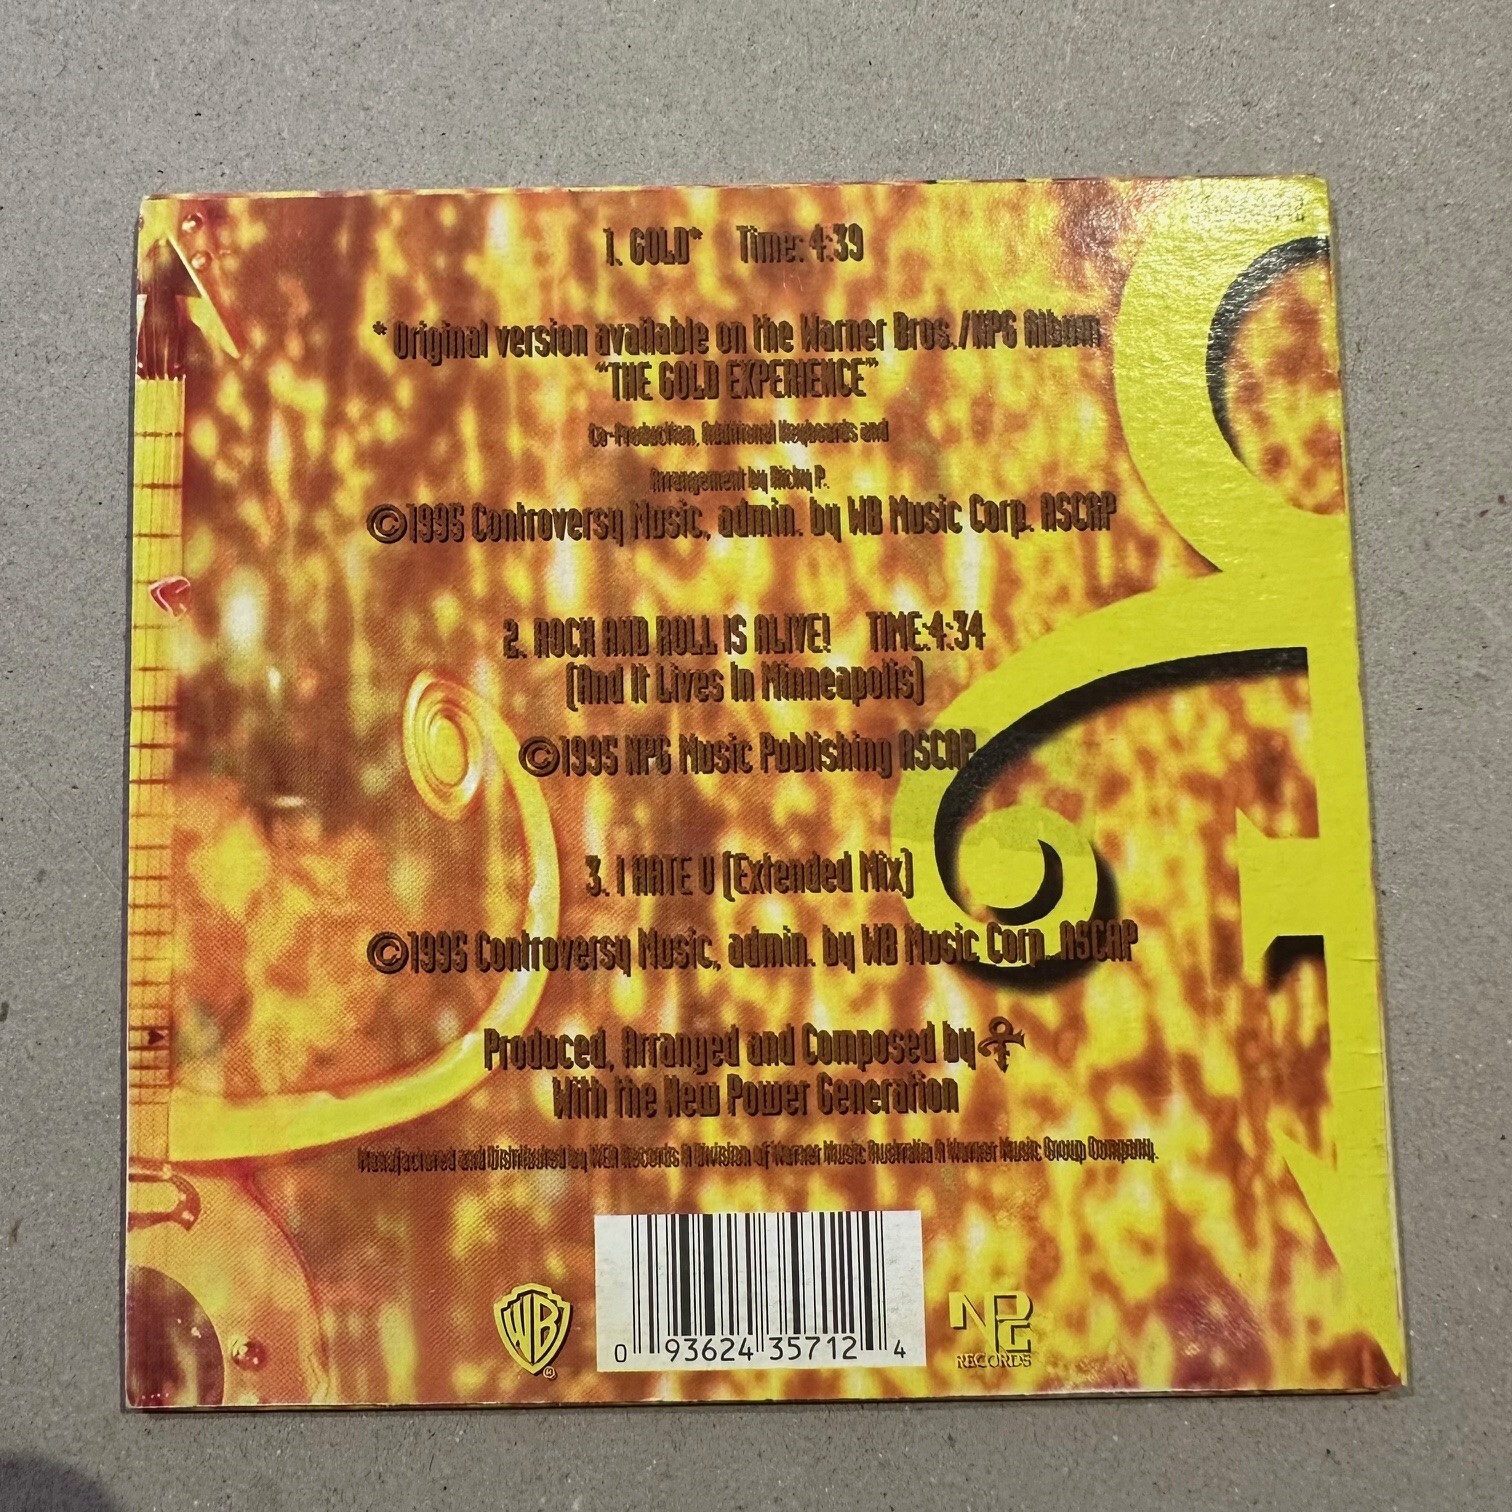 1. GOLD* Time: 4:39
* Original version available on the Warner Bros./NPG Album
"THE GOLD EXPERIENCE"
Co-Production, Additional Keyboards and
Arrangement by Ricky P.
©1995 Controversy Music, admin. by WB Music Corp. ASCAP
2. ROCK AND ROLL IS ALIVE! TIME:4:34
(And It Lives In Minneapolis)
©1995 NPG Music Publishing ASCAP
3. I HATE U (Extended Mix)
©1995 Controversy Music, admin. by WB Music Corp. ASCAP
Produced, Arranged and Composed by
With the New Power Generation
Manufactured and Distributed by WEA Records A Division of Warner Music Australia A Warner Music Group Company.
WB
0 93624 35712 4
NPG
RECORDS